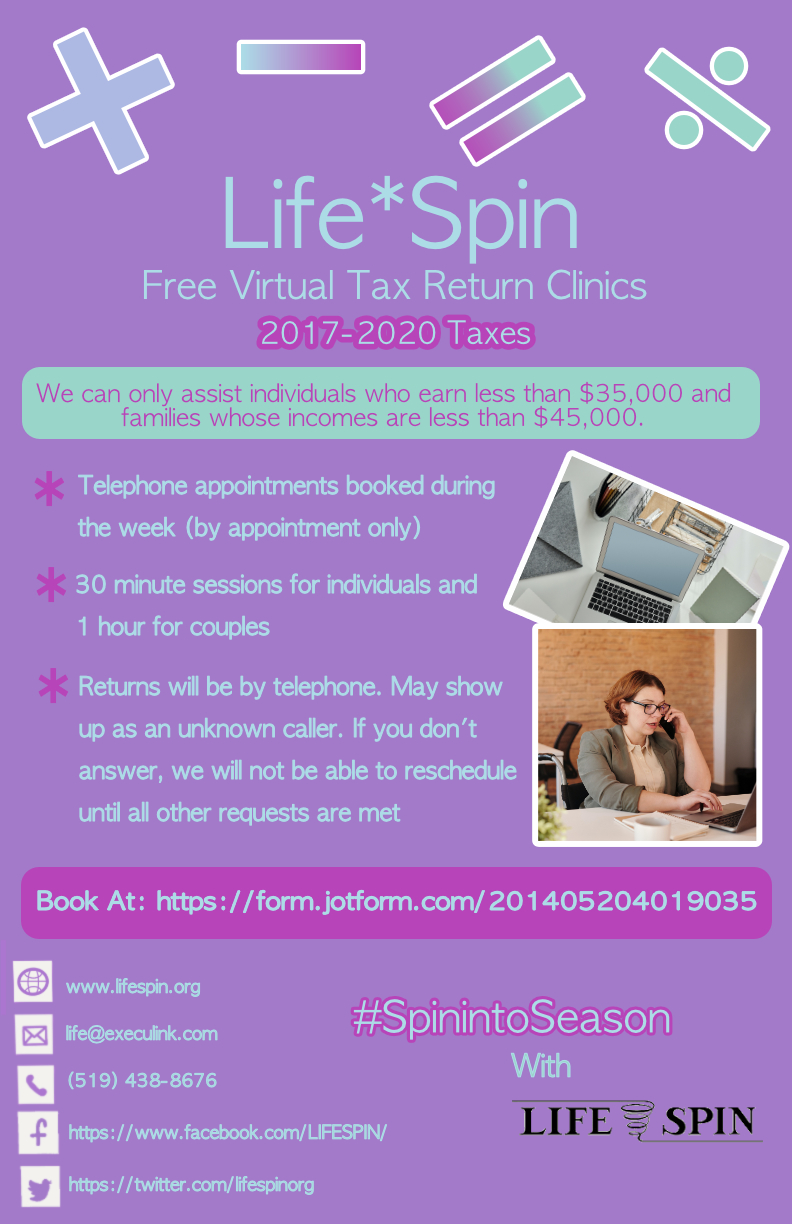 Life*Spin
Free Virtual Tax Return Clinics
2017-2020 Taxes
We can only assist individuals who earn less than $35,000 and
families whose incomes are less than $45,000.
* Telephone appointments booked during
the week (by appointment only)
* 30 minute sessions for individuals and
1 hour for couples
* Returns will be by telephone. May show
up as an unknown caller. If you don't
answer, we will not be able to reschedule
until all other requests are met
Book At: https://form.jotform.com/201405204019035
www.lifespin.org
life@execulink.com
(519) 438-8676
https://www.facebook.com/LIFESPIN/
https://twitter.com/lifespinorg
#SpinintoSeason
With
LIFE SPIN